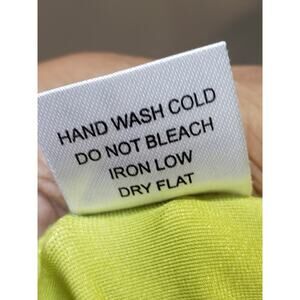 HAND WASH COLD
DO NOT BLEACH
IRON LOW
DRY FLAT